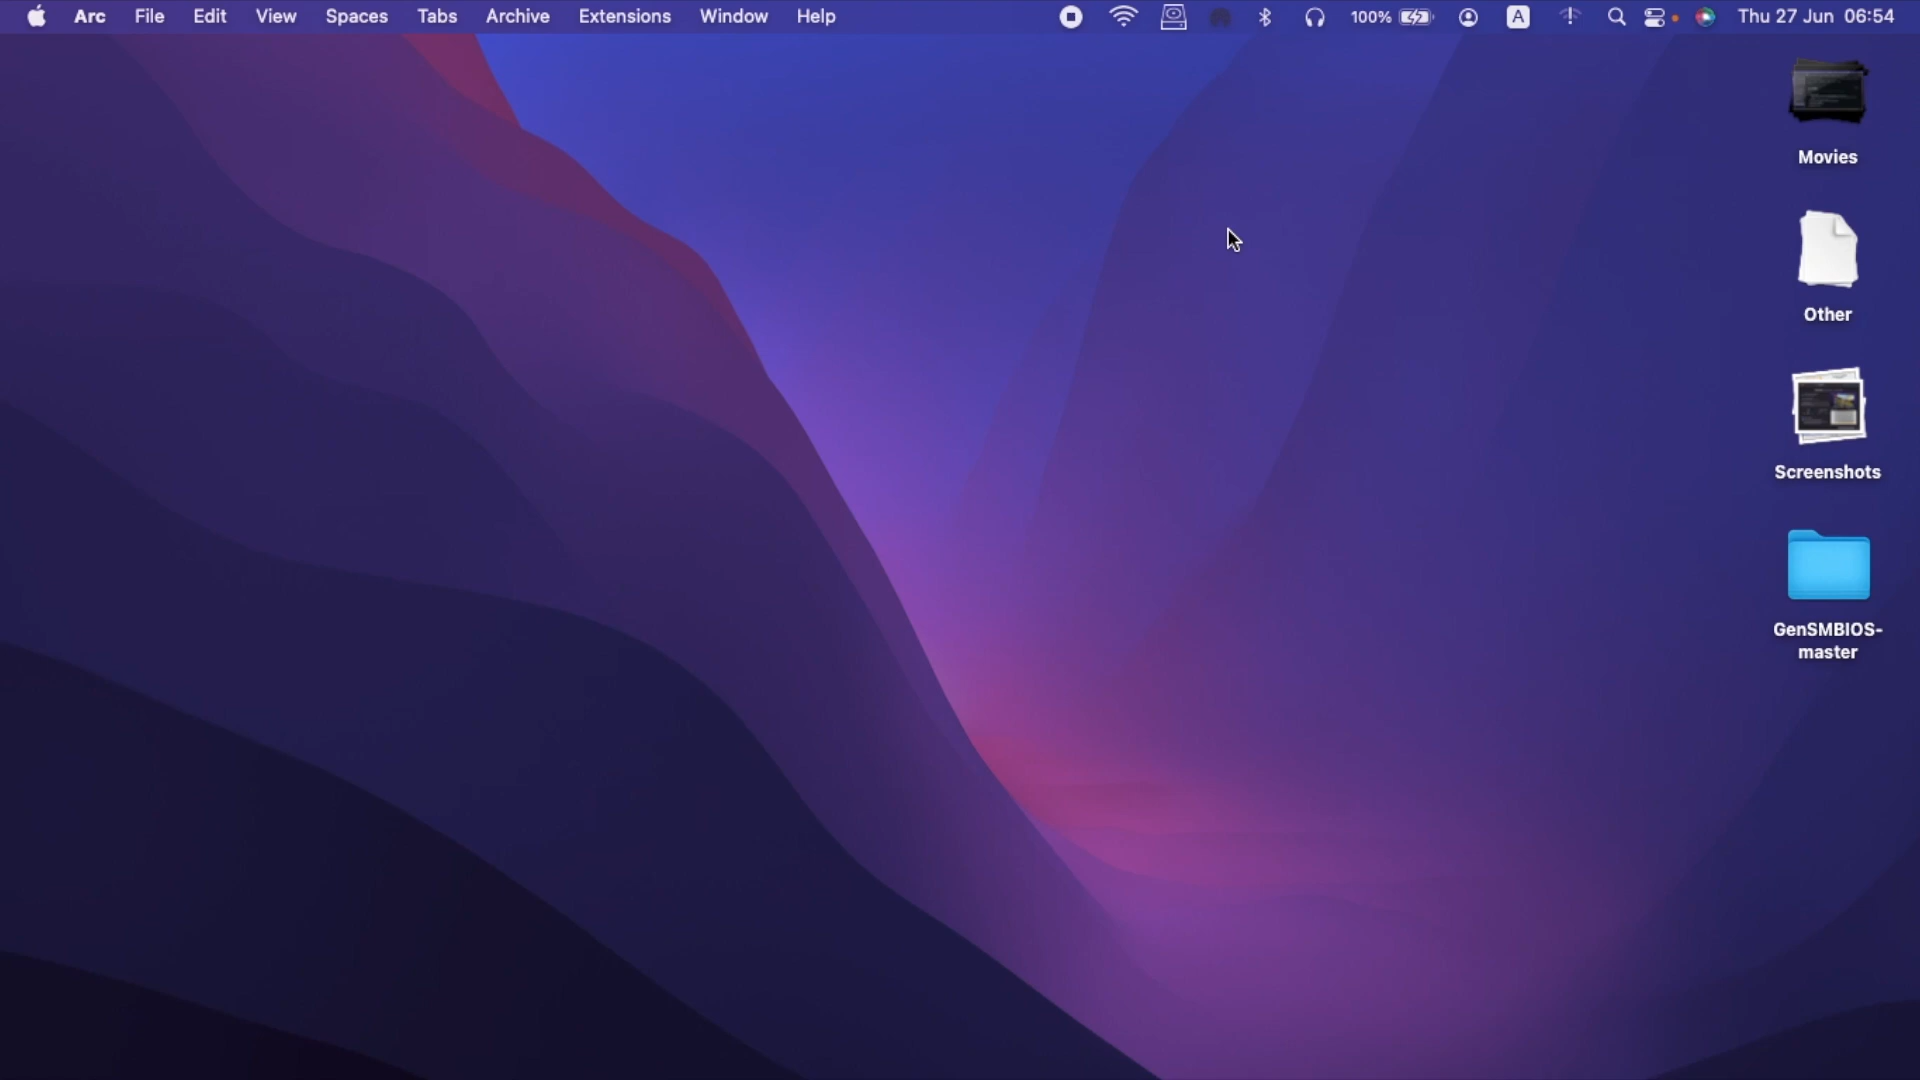 Arc File Edit View Spaces Tabs Archive Extensions Window Help 100% A Thu 27 Jun 06:54
Movies
Other
Screenshots
GenSMBIOS-
master